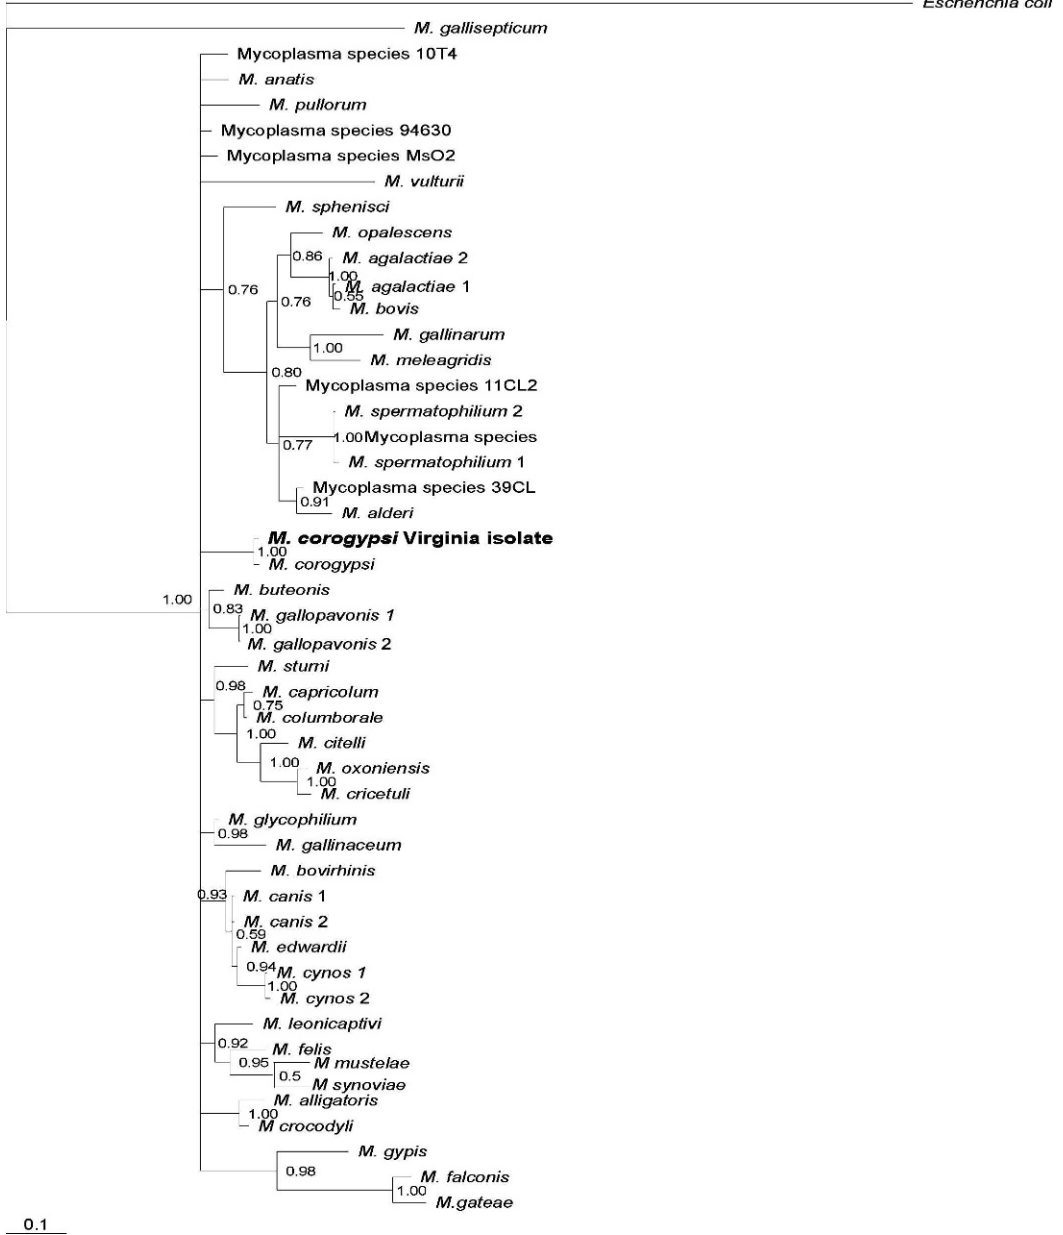 Escherichia coli
M. gallisepticum
Mycoplasma species 10T4
M. anatis
M. pullorum
Mycoplasma species 94630
Mycoplasma species MsO2
M. vulturii
M. sphenisci
M. opalescens
0.86
M. agalactiae 2
1.00
M. agalactiae 1
0.76
0.55
0.76
M. bovis
M. gallinarum
1.00
M. meleagridis
0.80
Mycoplasma species 11CL2
M. spermatophilium 2
1.00 Mycoplasma species
0.77
M. spermatophilium 1
Mycoplasma species 39CL
0.91
M. alderi
M. corogypsi Virginia isolate
1.00
M. corogypsi
M. buteonis
1.00
0.83
M. gallopavonis 1
1.00
M. gallopavonis 2
M. sturni
0.98
M. capricolum
0.75
M. columborale
1.00
M. citelli
1.00
M. oxoniensis
1.00
M. cricetuli
M. glycophilium
0.98
M. gallinaceum
M. bovirhinis
0.93
M. canis 1
M. canis 2
0.59
M. edwardii
0.94
M. cynos 1
1.00
M. cynos 2
M. leonicaptivi
0.92
M. felis
0.95
M mustelae
0.5
M synoviae
M. alligatoris
1.00
M crocodyli
M. gypis
0.98
M. falconis
1.00
M.gateae
0.1